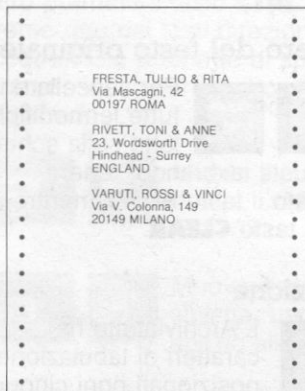 FRESTA, TULLIO & RITA
Via Mascagni, 42
00197 ROMA
RIVETT, TONI & ANNE
23, Wordsworth Drive
Hindhead - Surrey
ENGLAND
VARUTI, ROSSI & VINCI
Via V. Colonna, 149
20149 MILANO